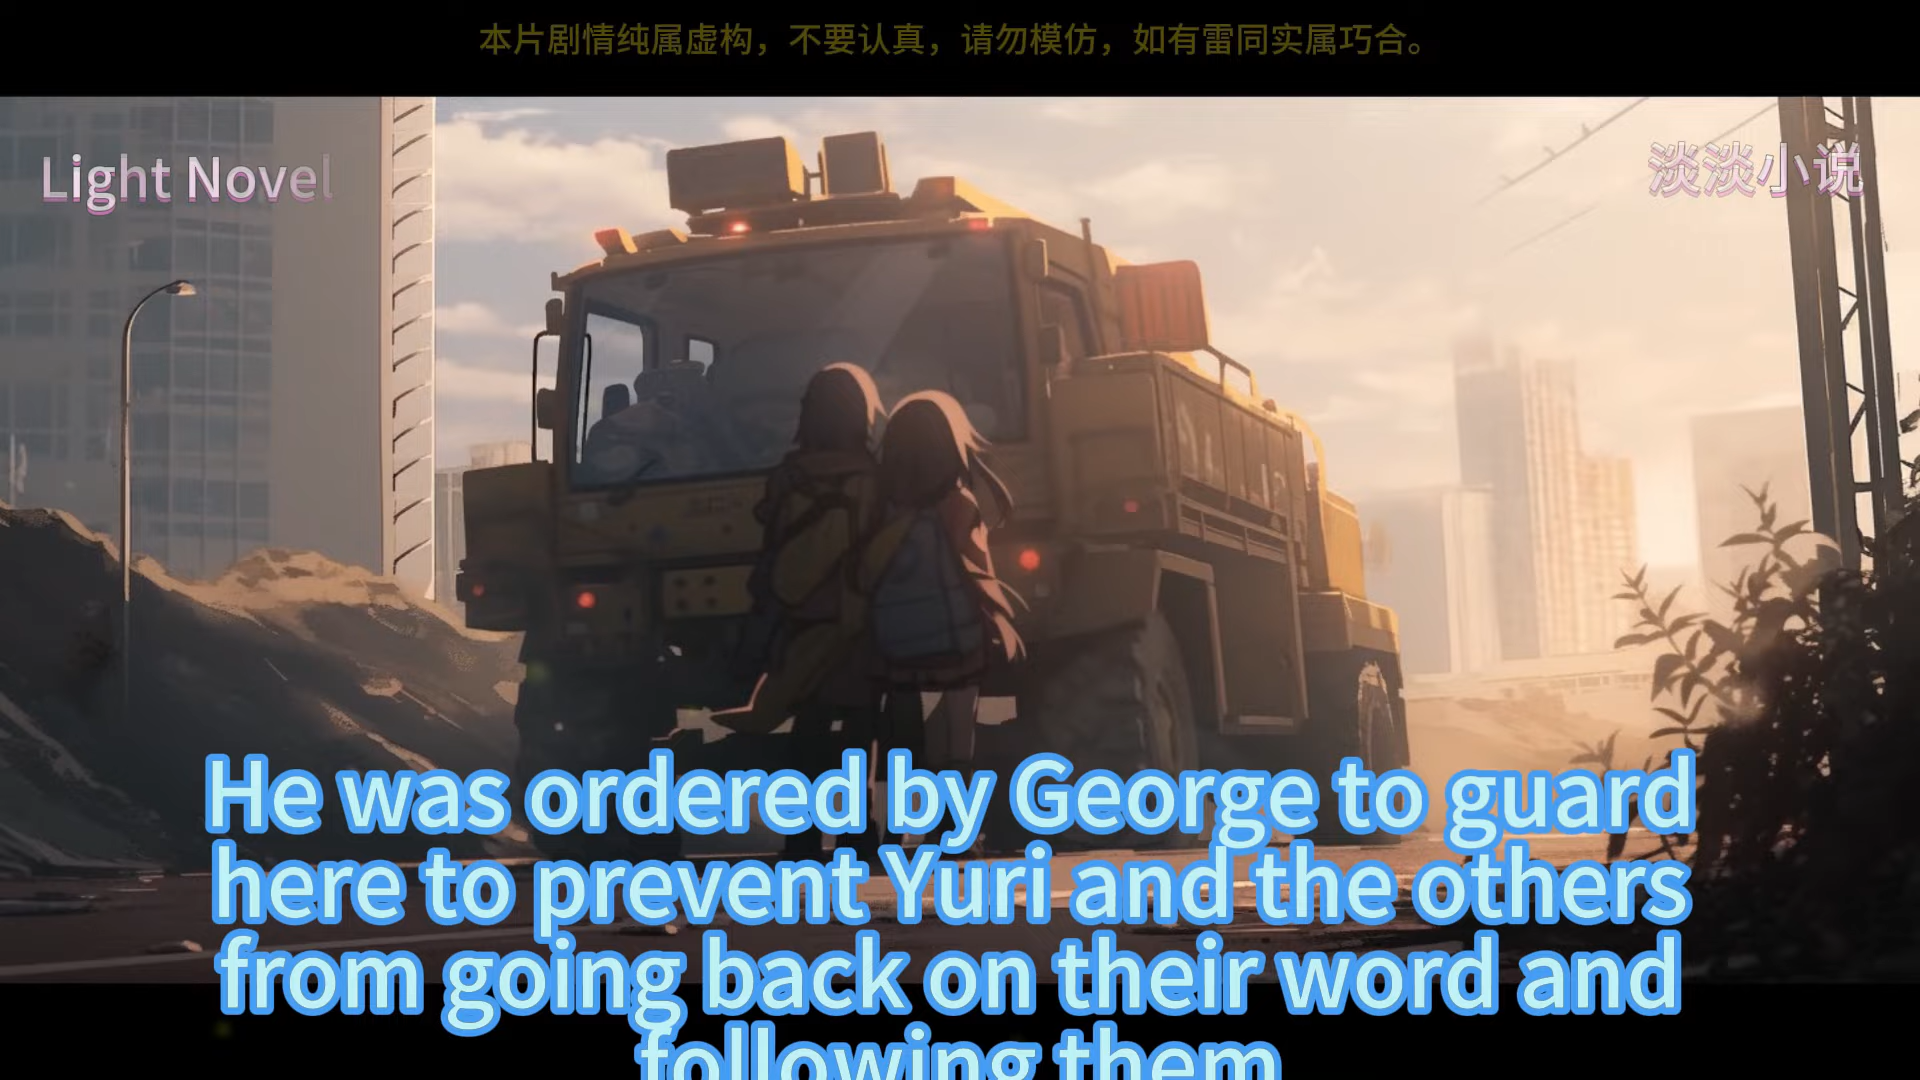 本片剧情纯属虚构，不要认真，请勿模仿，如有雷同实属巧合。
Light Novel
淡淡小说
He was ordered by George to guard
here to prevent Yuri and the others
from going back on their word and
following them